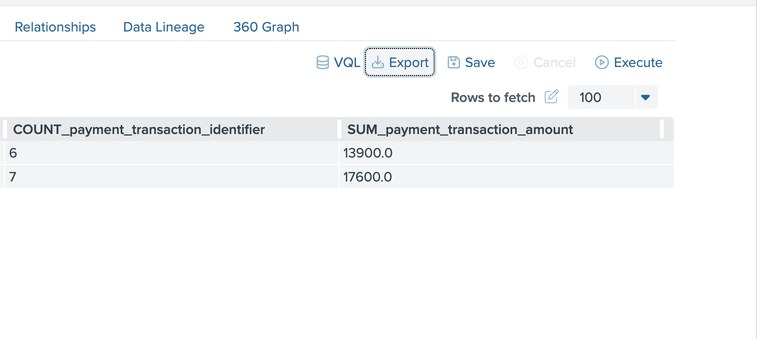 Relationships Data Lineage 360 Graph
VQL Export Save Cancel Execute
Rows to fetch 100
COUNT_payment_transaction_identifier SUM_payment_transaction_amount
6 13900.0
7 17600.0